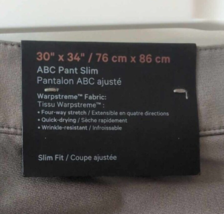 30" x 34" / 76 cm x 86 cm
ABC Pant Slim
Pantalon ABC ajusté
Warpstreme™ Fabric:
Tissu Warpstreme™ :
• Four-way stretch / Extensible en quatre directions
• Quick-drying / Sèche rapidement
• Wrinkle-resistant / Infroissable
Slim Fit / Coupe ajustée